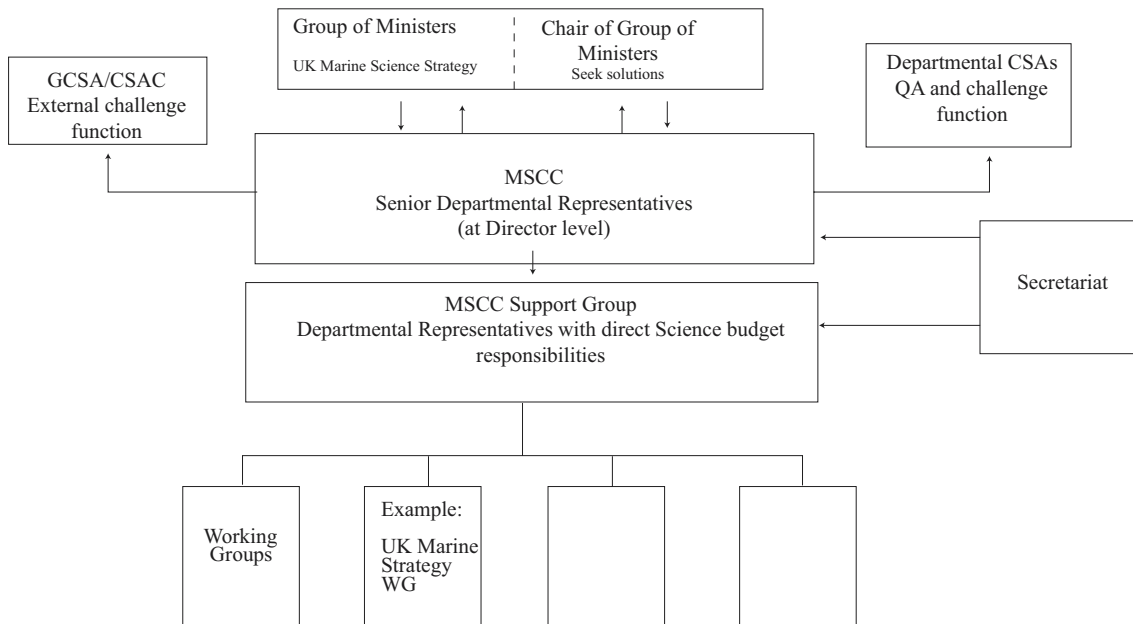 Group of Ministers
UK Marine Science Strategy
Chair of Group of
Ministers
Seek solutions
GCSA/CSAC
External challenge
function
Departmental CSAs
QA and challenge
function
MSCC
Senior Departmental Representatives
(at Director level)
Secretariat
MSCC Support Group
Departmental Representatives with direct Science budget
responsibilities
Working
Groups
Example:
UK Marine
Strategy
WG